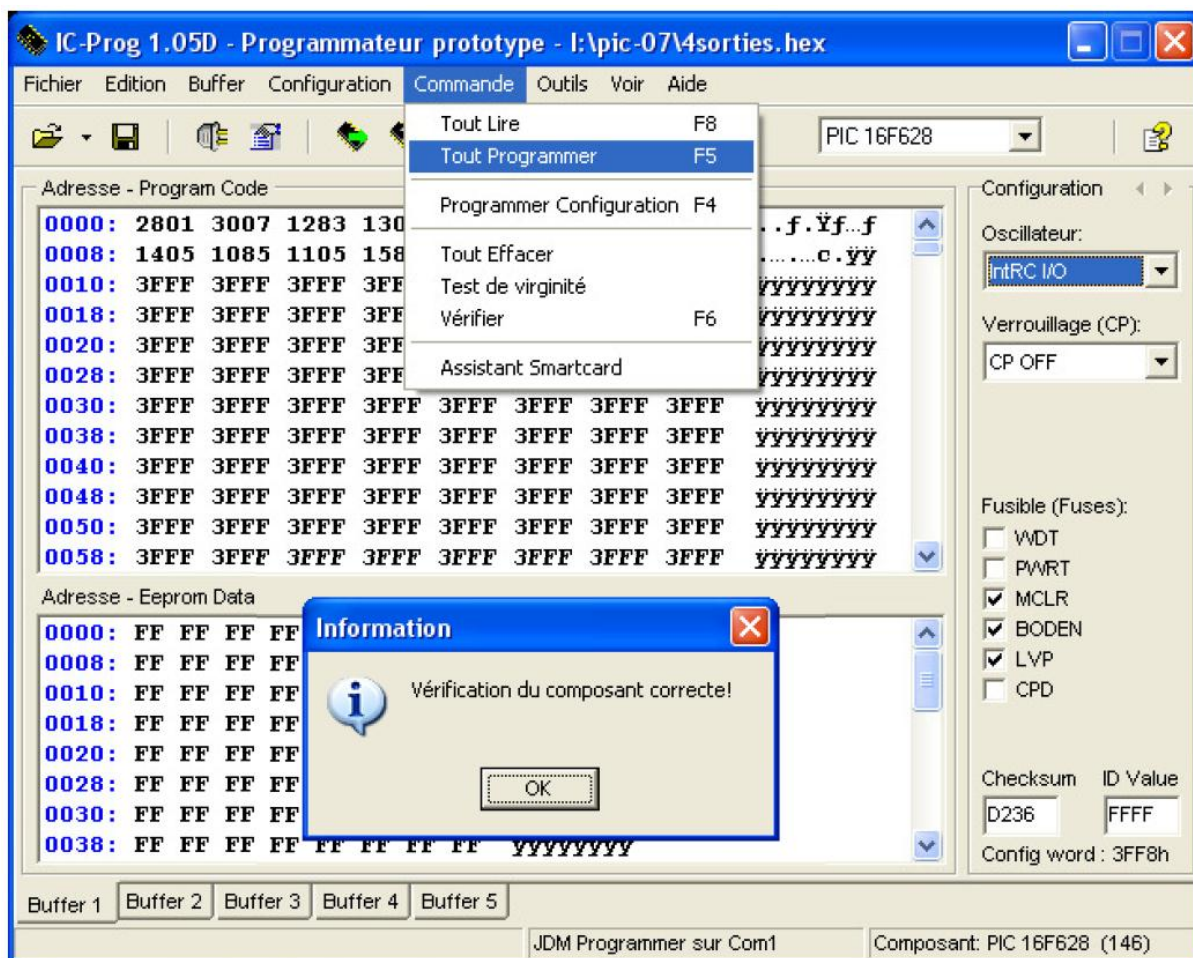 IC-Prog 1.05D - Programmateur prototype - I:\pic-07\4sorties.hex
Fichier Edition Buffer Configuration Commande Outils Voir Aide
Tout Lire F8
Tout Programmer F5
Programmer Configuration F4
Tout Effacer
Test de virginité
Vérifier F6
Assistant Smartcard
PIC 16F628
Adresse - Program Code
0000: 2801 3007 1283 130 ..f.Ÿf…f
0008: 1405 1085 1105 158 .......c.ÿÿ
0010: 3FFF 3FFF 3FFF 3FF ÿÿÿÿÿÿÿÿ
0018: 3FFF 3FFF 3FFF 3FF ÿÿÿÿÿÿÿÿ
0020: 3FFF 3FFF 3FFF 3FF ÿÿÿÿÿÿÿÿ
0028: 3FFF 3FFF 3FFF 3FF ÿÿÿÿÿÿÿÿ
0030: 3FFF 3FFF 3FFF 3FFF 3FFF 3FFF 3FFF 3FFF ÿÿÿÿÿÿÿÿ
0038: 3FFF 3FFF 3FFF 3FFF 3FFF 3FFF 3FFF 3FFF ÿÿÿÿÿÿÿÿ
0040: 3FFF 3FFF 3FFF 3FFF 3FFF 3FFF 3FFF 3FFF ÿÿÿÿÿÿÿÿ
0048: 3FFF 3FFF 3FFF 3FFF 3FFF 3FFF 3FFF 3FFF ÿÿÿÿÿÿÿÿ
0050: 3FFF 3FFF 3FFF 3FFF 3FFF 3FFF 3FFF 3FFF ÿÿÿÿÿÿÿÿ
0058: 3FFF 3FFF 3FFF 3FFF 3FFF 3FFF 3FFF 3FFF ÿÿÿÿÿÿÿÿ
Adresse - Eeprom Data
0000: FF FF FF FF
0008: FF FF FF FF
0010: FF FF FF FF
0018: FF FF FF FF
0020: FF FF FF FF
0028: FF FF FF FF
0030: FF FF FF FF
0038: FF FF FF FF FF FF FF FF ÿÿÿÿÿÿÿÿ
Information
Vérification du composant correcte!
OK
Configuration
Oscillateur:
IntRC I/O
Verrouillage (CP):
CP OFF
Fusible (Fuses):
WDT
PWRT
MCLR
BODEN
LVP
CPD
Checksum ID Value
D236 FFFF
Config word : 3FF8h
Buffer 1 Buffer 2 Buffer 3 Buffer 4 Buffer 5
JDM Programmer sur Com1 Composant: PIC 16F628 (146)